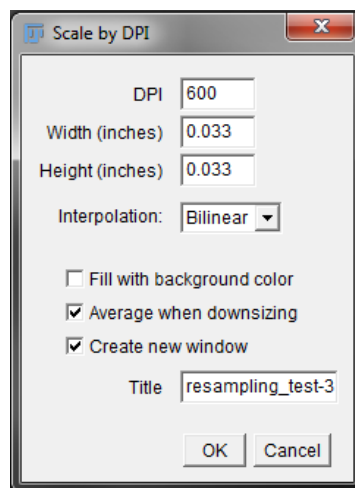 Scale by DPI
DPI 600
Width (inches) 0.033
Height (inches) 0.033
Interpolation: Bilinear
Fill with background color
Average when downsizing
Create new window
Title resampling_test-3
OK Cancel